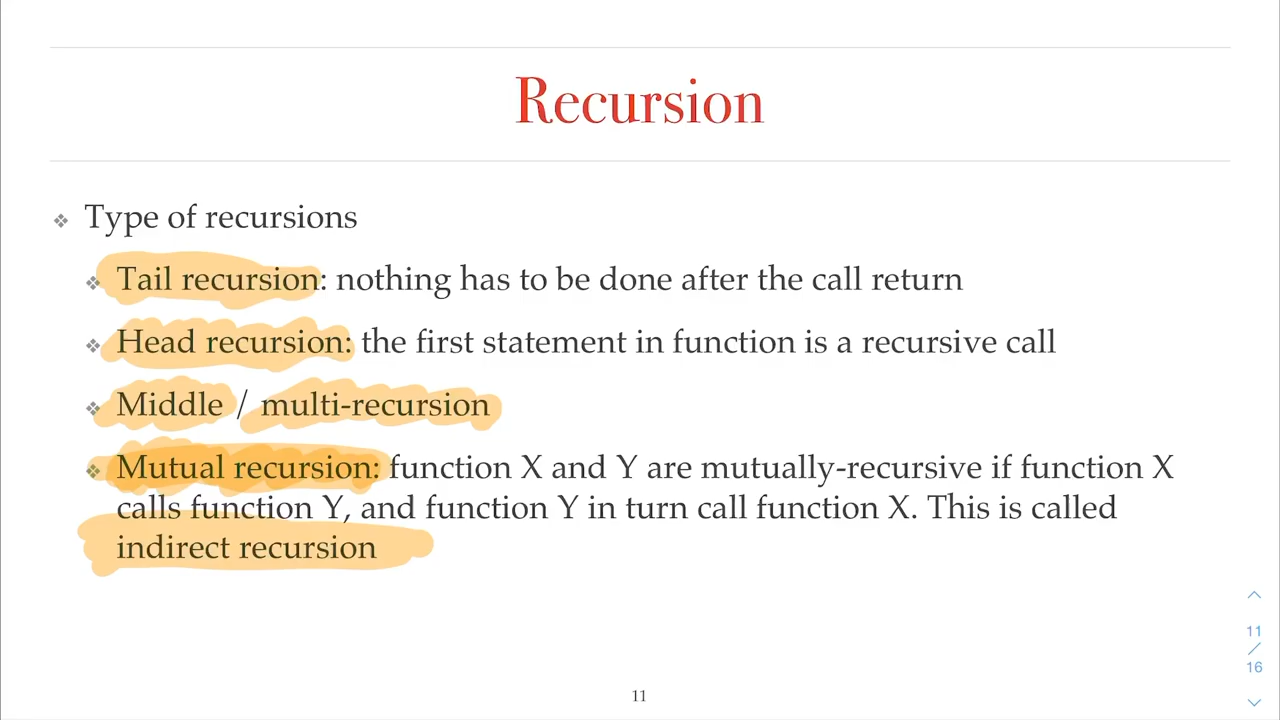 Recursion
❖ Type of recursions
❖ Tail recursion: nothing has to be done after the call return
❖ Head recursion: the first statement in function is a recursive call
❖ Middle / multi-recursion
❖ Mutual recursion: function X and Y are mutually-recursive if function X
calls function Y, and function Y in turn call function X. This is called
indirect recursion
11
/
16
11